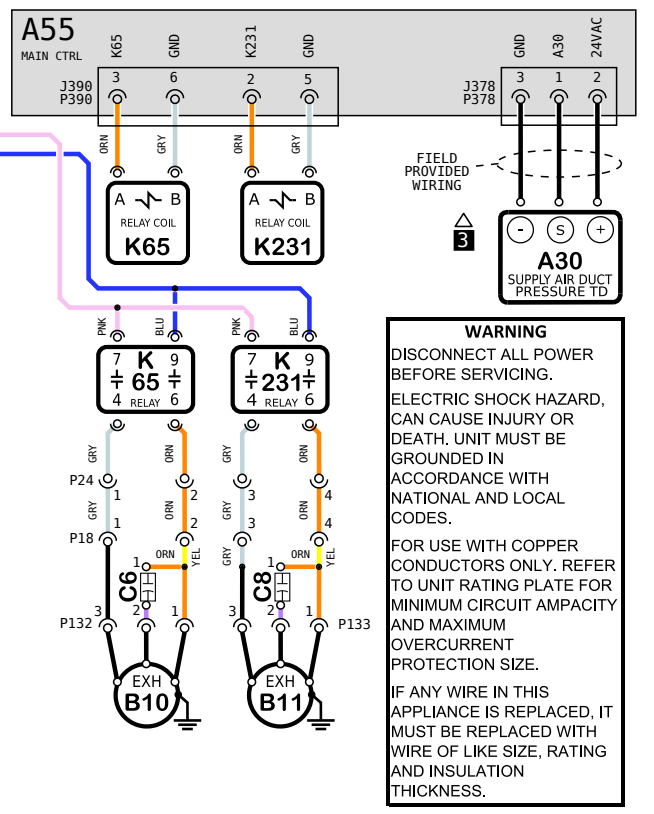 A55
MAIN CTRL
K65 GND K231 GND GND A30 24VAC
J390 3 6 2 5 J378 3 1 2
P390 P378
ORN GRY ORN GRY
FIELD
PROVIDED
WIRING
A B A B
RELAY COIL RELAY COIL
K65 K231
3
- S +
A30
SUPPLY AIR DUCT
PRESSURE TD
PNK BLU PNK BLU
7 K 9 7 K 9
65 231
4 RELAY 6 4 RELAY 6
GRY ORN GRY ORN
P24
1 2 3 4
GRY ORN GRY ORN
P18 1 2 3 4
ORN YEL GRY ORN YEL
1 1
C6 C8
P132 3 2 1 3 2 1 P133
EXH EXH
B10 B11
WARNING
DISCONNECT ALL POWER
BEFORE SERVICING.
ELECTRIC SHOCK HAZARD,
CAN CAUSE INJURY OR
DEATH. UNIT MUST BE
GROUNDED IN
ACCORDANCE WITH
NATIONAL AND LOCAL
CODES.
FOR USE WITH COPPER
CONDUCTORS ONLY. REFER
TO UNIT RATING PLATE FOR
MINIMUM CIRCUIT AMPACITY
AND MAXIMUM
OVERCURRENT
PROTECTION SIZE.
IF ANY WIRE IN THIS
APPLIANCE IS REPLACED, IT
MUST BE REPLACED WITH
WIRE OF LIKE SIZE, RATING
AND INSULATION
THICKNESS.